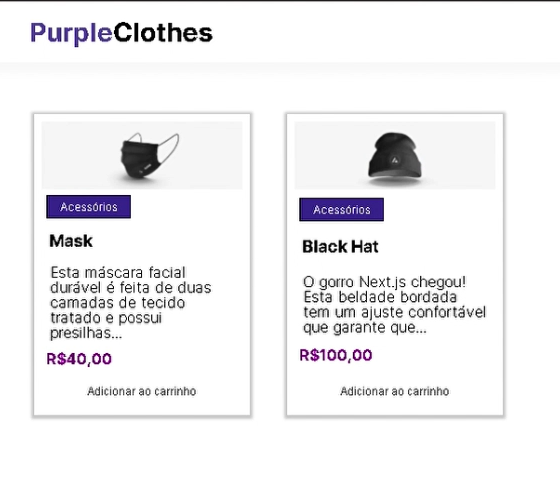 PurpleClothes
Acessórios
Mask
Esta máscara facial
durável é feita de duas
camadas de tecido
tratado e possui
presilhas...
R$40,00
Adicionar ao carrinho
Acessórios
Black Hat
O gorro Next.js chegou!
Esta beldade bordada
tem um ajuste confortável
que garante que...
R$100,00
Adicionar ao carrinho